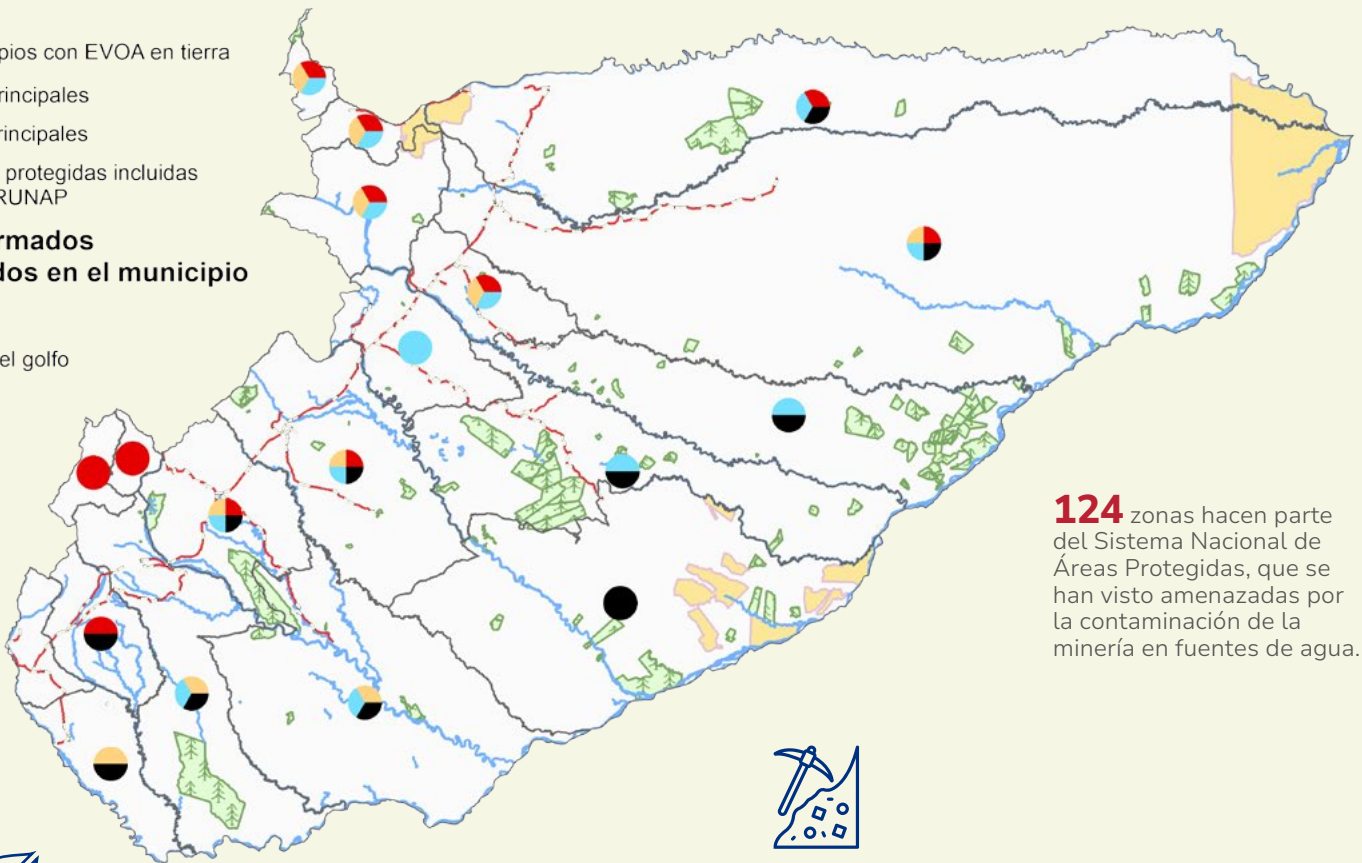 pios con EVOA en tierra
rincipales
rincipales
protegidas incluidas
RUNAP
rmados
dos en el municipio
el golfo
124 zonas hacen parte
del Sistema Nacional de
Áreas Protegidas, que se
han visto amenazadas por
la contaminación de la
minería en fuentes de agua.